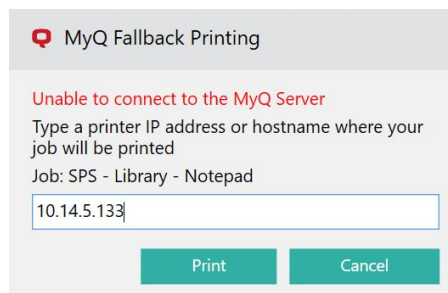 MyQ Fallback Printing
Unable to connect to the MyQ Server
Type a printer IP address or hostname where your
job will be printed
Job: SPS - Library - Notepad
10.14.5.133
Print
Cancel